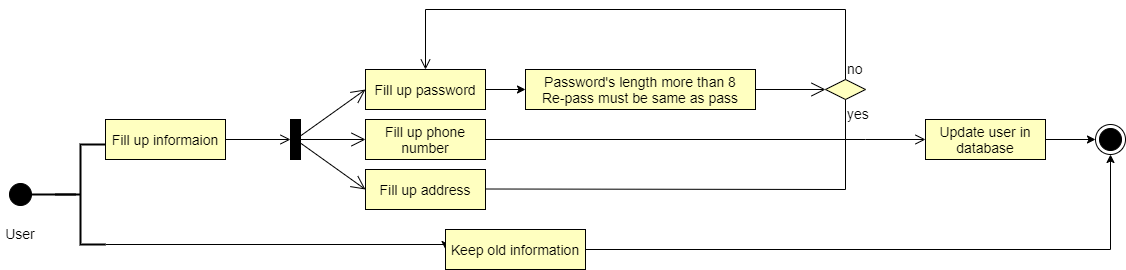 no
Fill up password
Password's length more than 8
Re-pass must be same as pass
yes
Fill up informaion
Fill up phone
number
Update user in
database
Fill up address
User
Keep old information